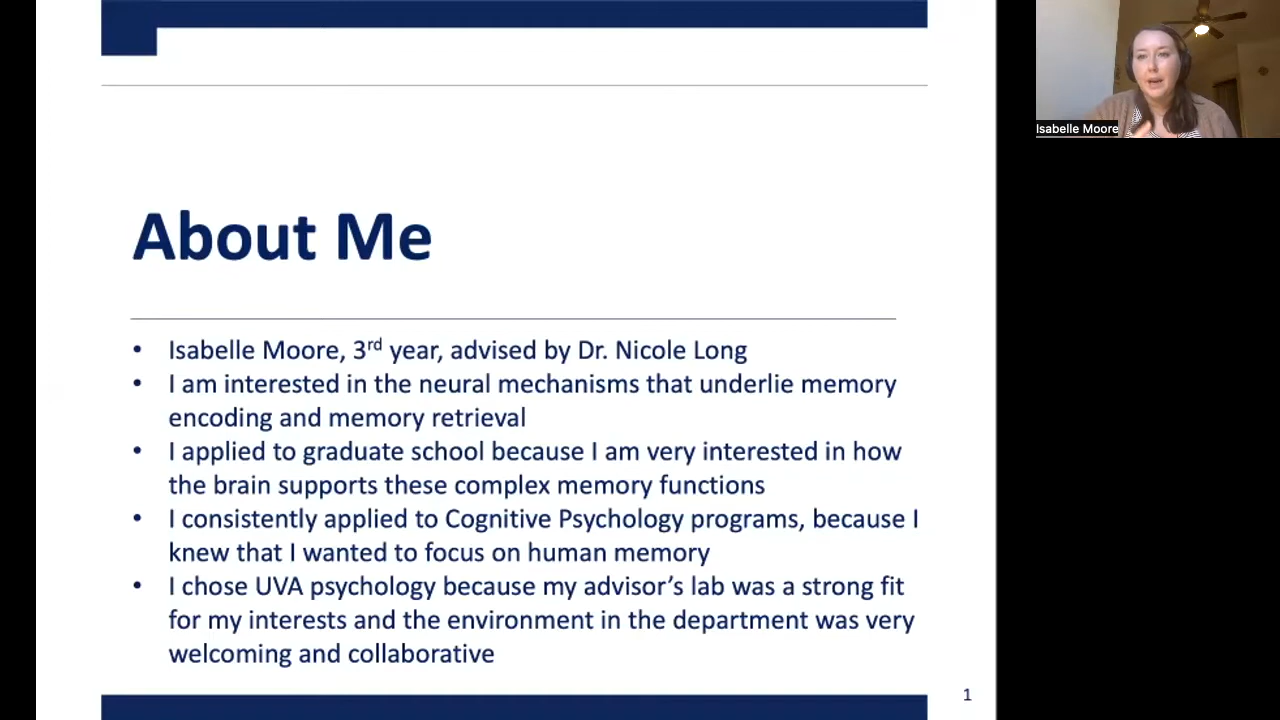 About Me
• Isabelle Moore, 3rd year, advised by Dr. Nicole Long
• I am interested in the neural mechanisms that underlie memory
encoding and memory retrieval
• I applied to graduate school because I am very interested in how
the brain supports these complex memory functions
• I consistently applied to Cognitive Psychology programs, because I
knew that I wanted to focus on human memory
• I chose UVA psychology because my advisor’s lab was a strong fit
for my interests and the environment in the department was very
welcoming and collaborative
1
Isabelle Moore